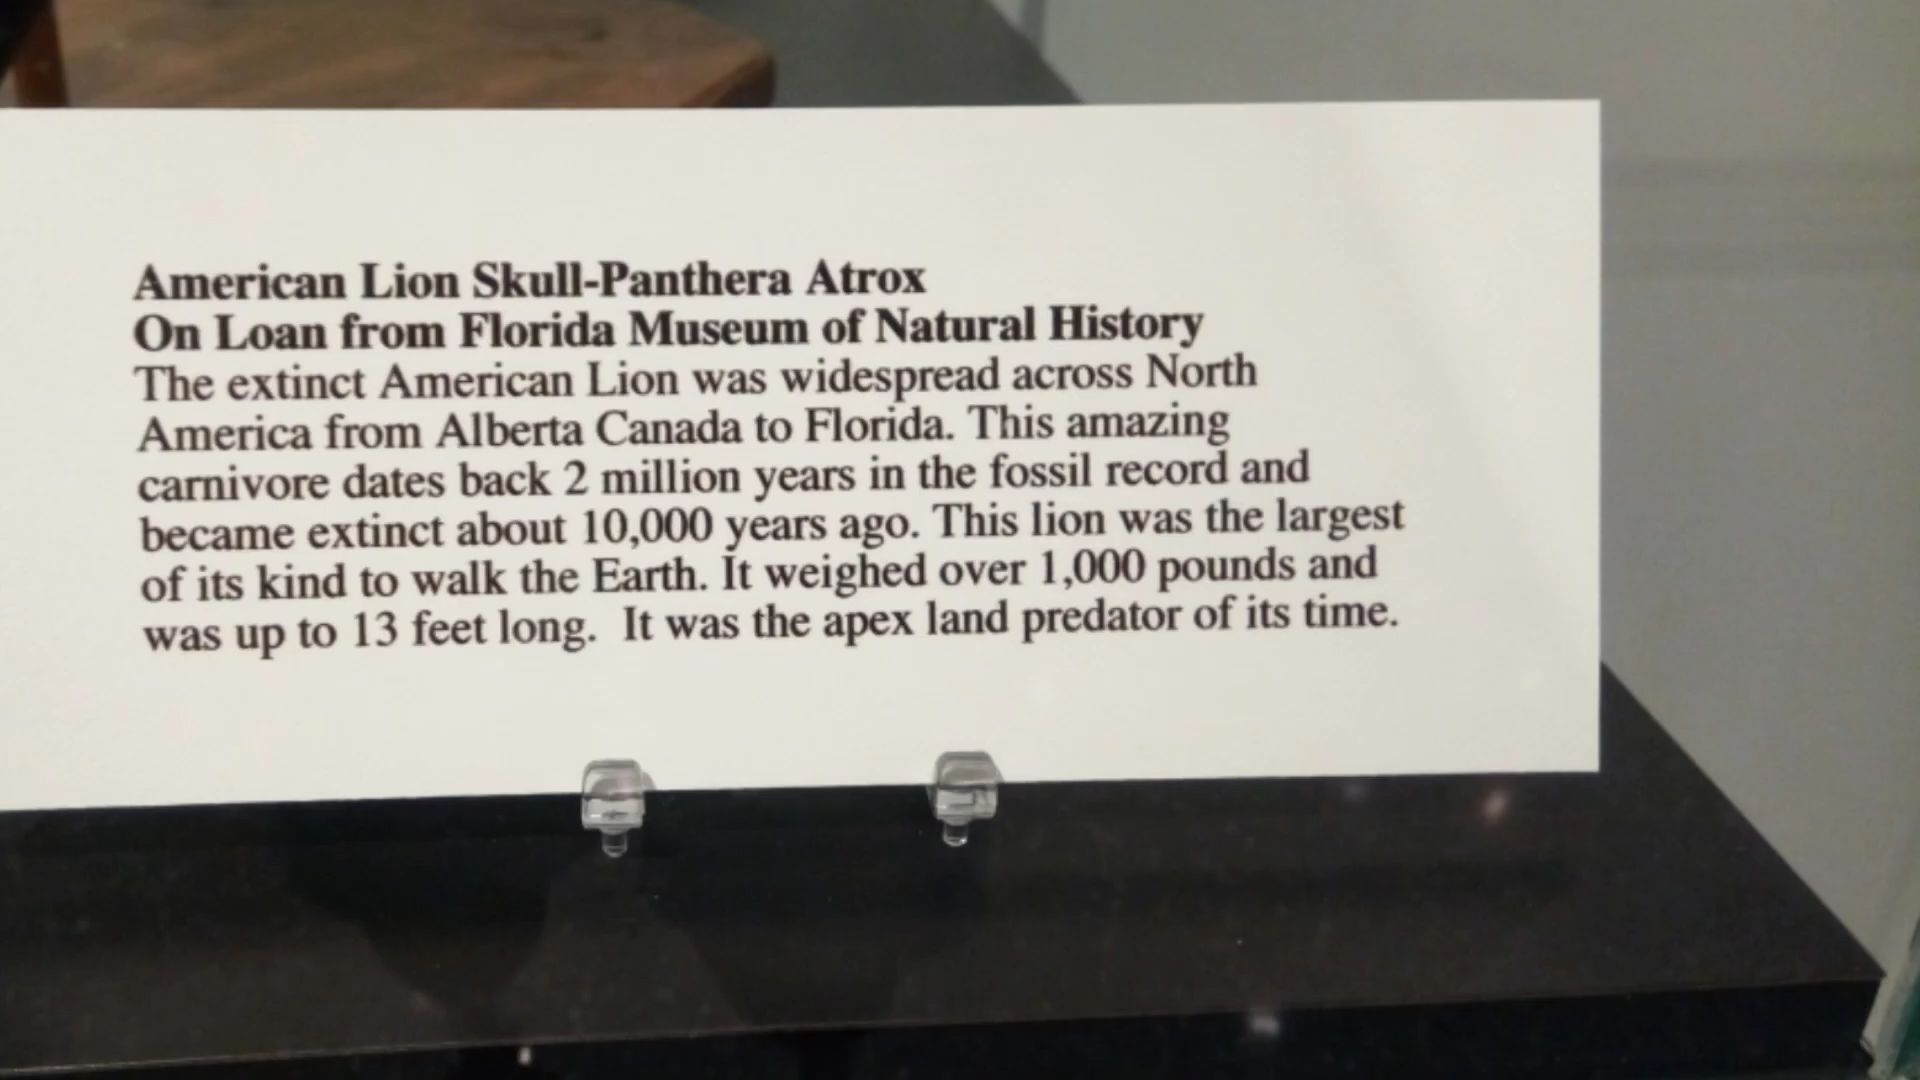 American Lion Skull-Panthera Atrox
On Loan from Florida Museum of Natural History
The extinct American Lion was widespread across North
America from Alberta Canada to Florida. This amazing
carnivore dates back 2 million years in the fossil record and
became extinct about 10,000 years ago. This lion was the largest
of its kind to walk the Earth. It weighed over 1,000 pounds and
was up to 13 feet long.  It was the apex land predator of its time.